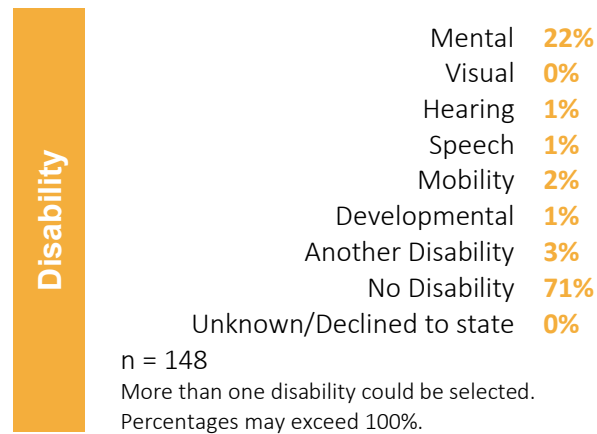 Disability
Mental 22%
Visual 0%
Hearing 1%
Speech 1%
Mobility 2%
Developmental 1%
Another Disability 3%
No Disability 71%
Unknown/Declined to state 0%
n = 148
More than one disability could be selected.
Percentages may exceed 100%.